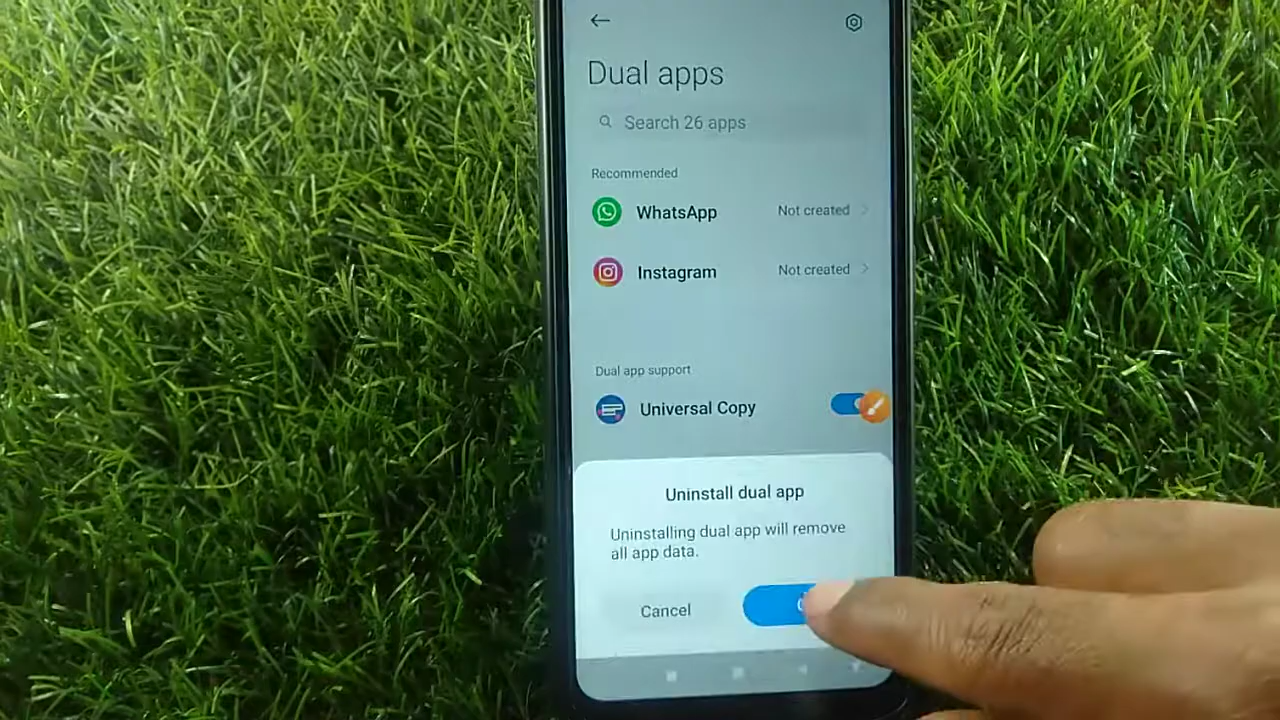 Dual apps
Search 26 apps
Recommended
WhatsApp
Not created
Instagram
Not created
Dual app support
Universal Copy
Uninstall dual app
Uninstalling dual app will remove
all app data.
Cancel